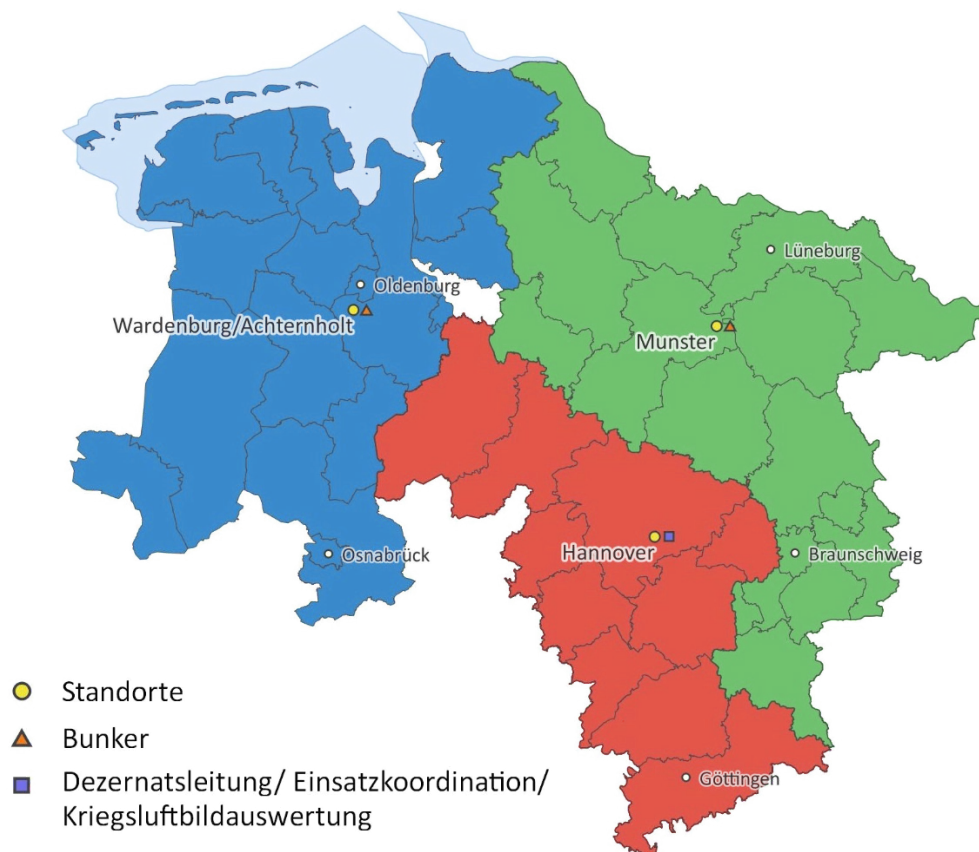 Lüneburg
Oldenburg
Wardenburg/Achternholt
Munster
Hannover
Osnabrück
Braunschweig
Göttingen
Standorte
Bunker
Dezernatsleitung/ Einsatzkoordination/
Kriegsluftbildauswertung